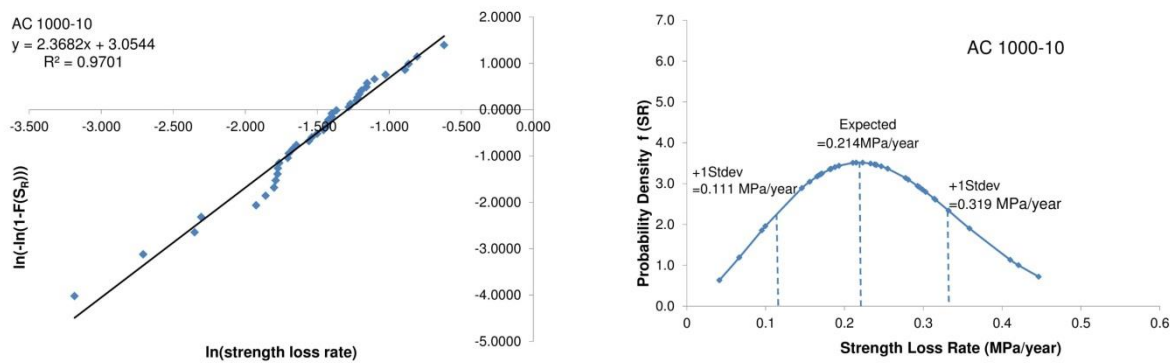 AC 1000-10
y = 2.3682x + 3.0544
R² = 0.9701
2.0000
1.0000
0.0000
-1.0000
-2.0000
-3.0000
-4.0000
-5.0000
-3.500
-3.000
-2.500
-2.000
-1.500
-1.000
-0.500
0.000
ln(-ln(1-F(S_R)))
ln(strength loss rate)
AC 1000-10
7.0
6.0
5.0
4.0
3.0
2.0
1.0
0.0
Probability Density f (SR)
Expected
=0.214MPa/year
+1Stdev
=0.111 MPa/year
+1Stdev
=0.319 MPa/year
0
0.1
0.2
0.3
0.4
0.5
0.6
Strength Loss Rate (MPa/year)